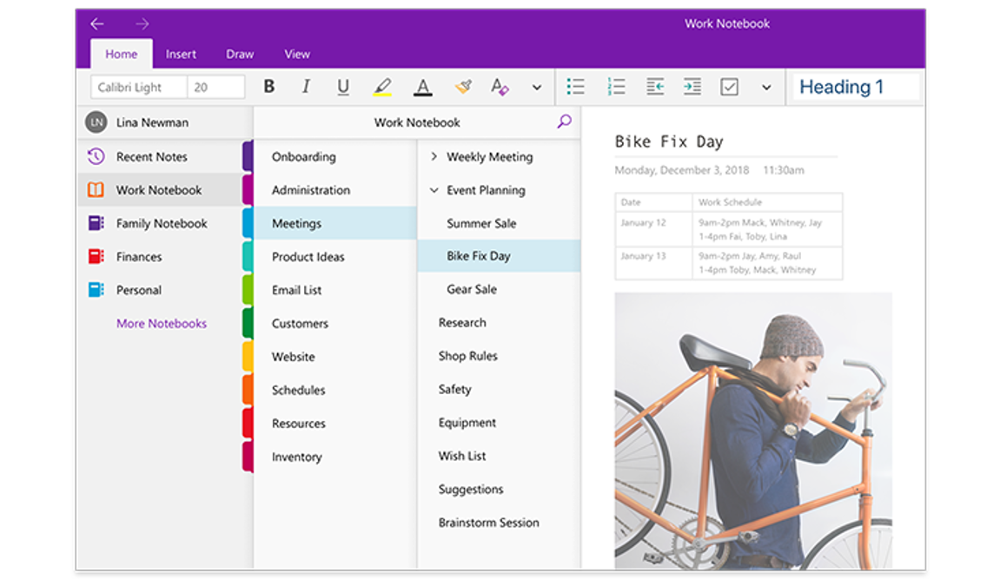 Work Notebook
Home Insert Draw View
Calibri Light 20 B I U A A Heading 1
LN Lina Newman
Recent Notes
Work Notebook
Family Notebook
Finances
Personal
More Notebooks
Work Notebook
Onboarding
Administration
Meetings
Product Ideas
Email List
Customers
Website
Schedules
Resources
Inventory
Weekly Meeting
Event Planning
Summer Sale
Bike Fix Day
Gear Sale
Research
Shop Rules
Safety
Equipment
Wish List
Suggestions
Brainstorm Session
Bike Fix Day
Monday, December 3, 2018 11:30am
Date Work Schedule
January 12 9am-2pm Mack, Whitney, Jay
1-4pm Fai, Toby, Lina
January 13 9am-2pm Jay, Amy, Raul
1-4pm Toby, Mack, Whitney